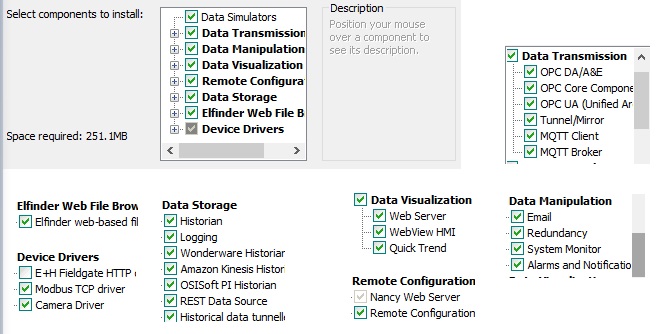 Select components to install:
Data Simulators
Data Transmission
Data Manipulation
Data Visualization
Remote Configura
Data Storage
Elfinder Web File B
Device Drivers
Space required: 251.1MB
Description
Position your mouse
over a component to
see its description.
Data Transmission
OPC DA/A&E
OPC Core Compone
OPC UA (Unified Ar
Tunnel/Mirror
MQTT Client
MQTT Broker
Elfinder Web File Brow
Elfinder web-based fil
Device Drivers
E+H Fieldgate HTTP
Modbus TCP driver
Camera Driver
Data Storage
Historian
Logging
Wonderware Historian
Amazon Kinesis Histori
OSISoft PI Historian
REST Data Source
Historical data tunnelle
Data Visualization
Web Server
WebView HMI
Quick Trend
Remote Configuration
Nancy Web Server
Remote Configuration
Data Manipulation
Email
Redundancy
System Monitor
Alarms and Notificatio